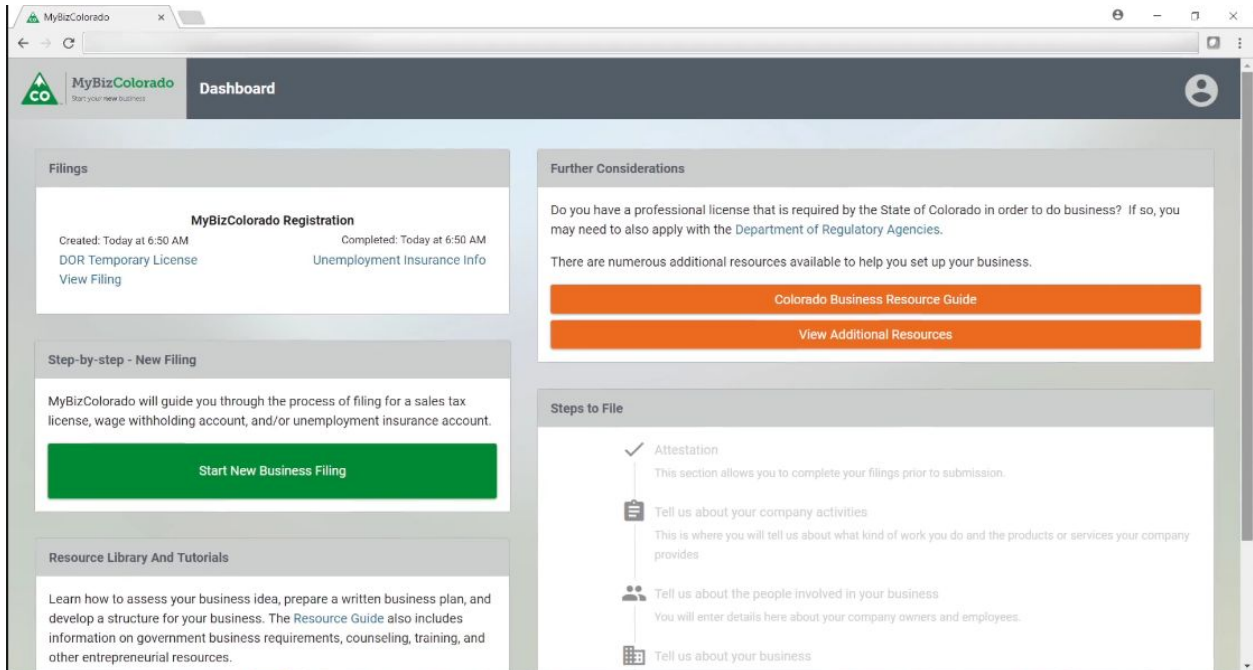 MyBizColorado
CO
MyBizColorado
Start your new business
Dashboard
Filings
MyBizColorado Registration
Created: Today at 6:50 AM
Completed: Today at 6:50 AM
DOR Temporary License
Unemployment Insurance Info
View Filing
Step-by-step - New Filing
MyBizColorado will guide you through the process of filing for a sales tax
license, wage withholding account, and/or unemployment insurance account.
Start New Business Filing
Resource Library And Tutorials
Learn how to assess your business idea, prepare a written business plan, and
develop a structure for your business. The Resource Guide also includes
information on government business requirements, counseling, training, and
other entrepreneurial resources.
Further Considerations
Do you have a professional license that is required by the State of Colorado in order to do business? If so, you
may need to also apply with the Department of Regulatory Agencies.
There are numerous additional resources available to help you set up your business.
Colorado Business Resource Guide
View Additional Resources
Steps to File
Attestation
This section allows you to complete your filings prior to submission.
Tell us about your company activities
This is where you will tell us about what kind of work you do and the products or services your company
provides
Tell us about the people involved in your business
You will enter details here about your company owners and employees.
Tell us about your business